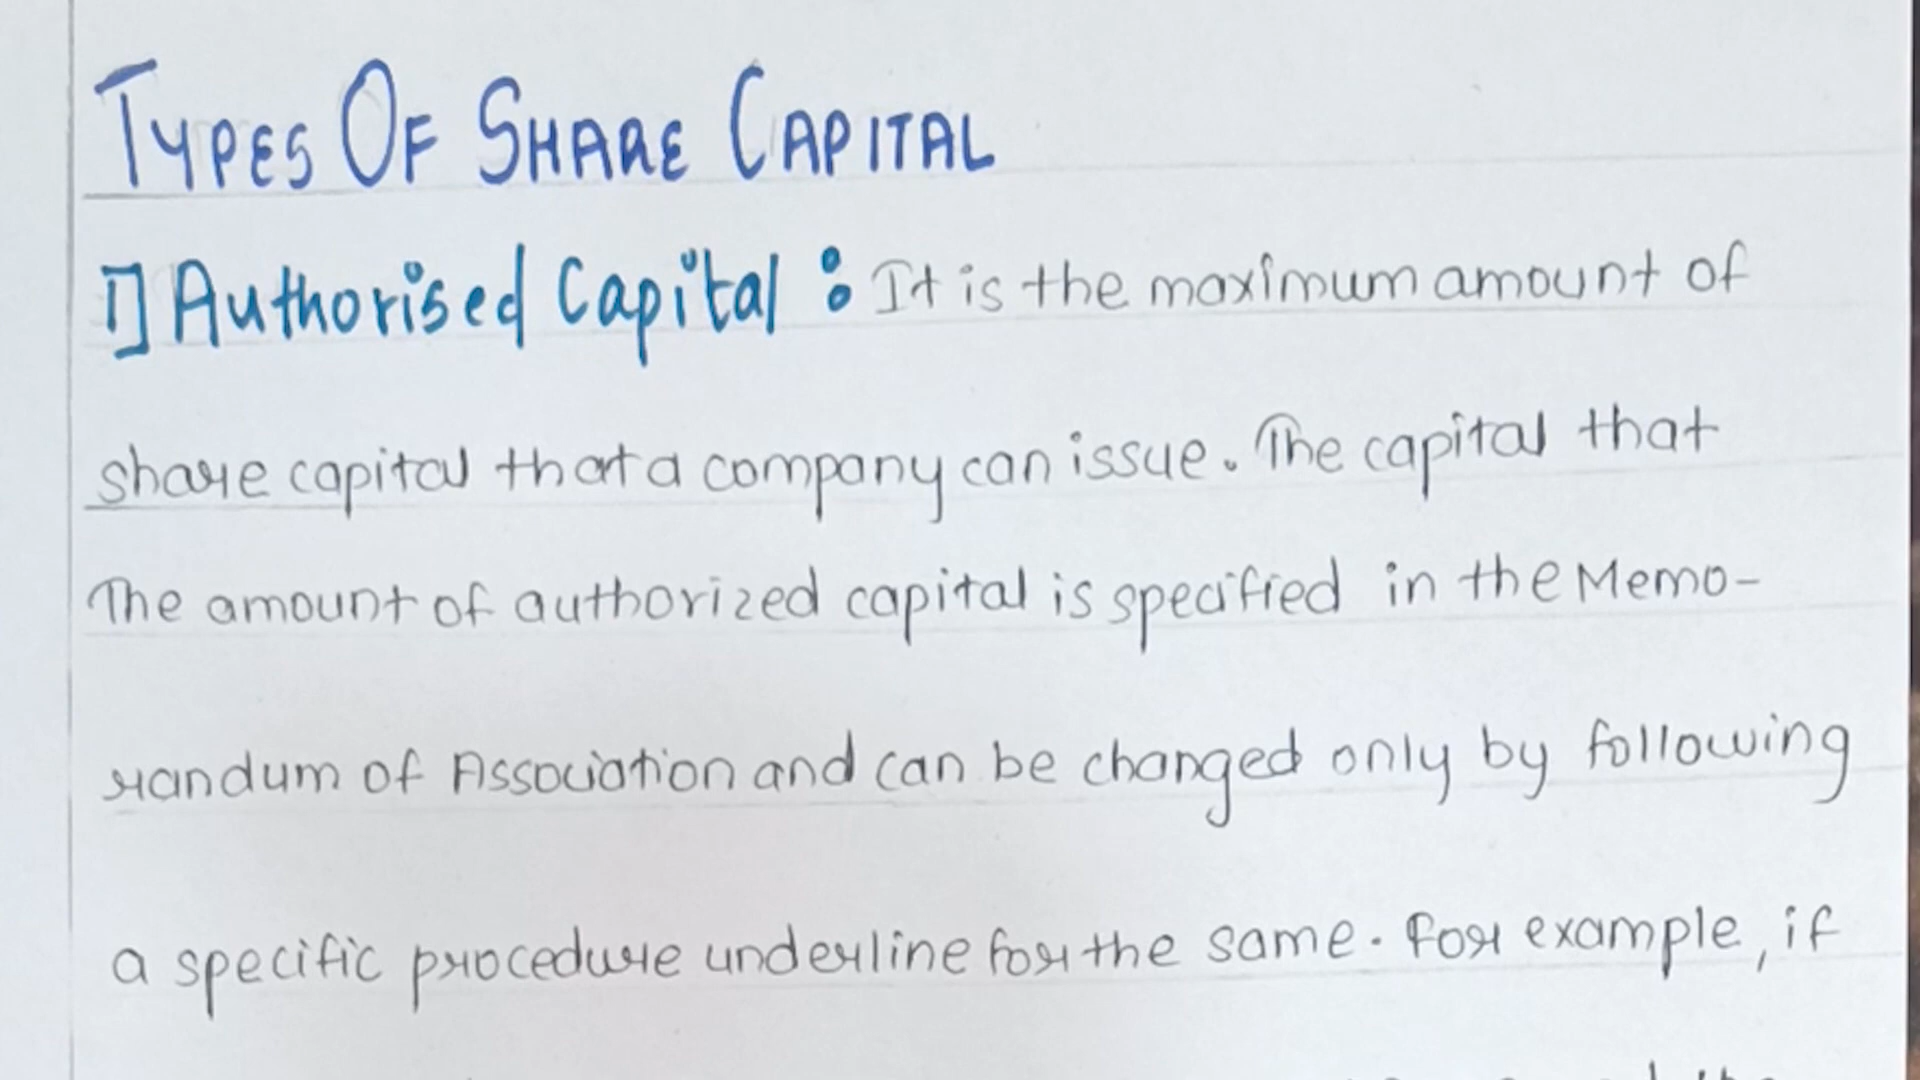 TYPES OF SHARE CAPITAL
1] Authorised Capital : It is the maximum amount of
share capital that a company can issue. The capital that
The amount of authorized capital is specified in the Memo-
randum of Association and can be changed only by following
a specific procedure underline for the same. For example, if